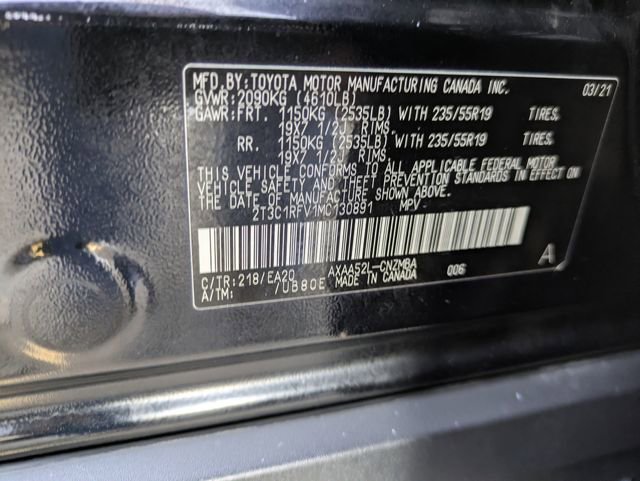 MFD.BY:TOYOTA MOTOR MANUFACTURING CANADA INC. 03/21
GVWR:2090KG (4610LB)
GAWR:FRT. 1150KG (2535LB) WITH 235/55R19 TIRES.
19X7 1/2J RIMS.
RR. 1150KG (2535LB) WITH 235/55R19 TIRES.
19X7 1/2J RIMS.
THIS VEHICLE CONFORMS TO ALL APPLICABLE FEDERAL MOTOR
VEHICLE SAFETY AND THEFT PREVENTION STANDARDS IN EFFECT ON
THE DATE OF MANUFACTURE SHOWN ABOVE.
2T3C1RFV1MC130891 MPV
C/TR:218/EA20 AXAA52L-CNZMBA 006 A
A/TM: /UB80E MADE IN CANADA